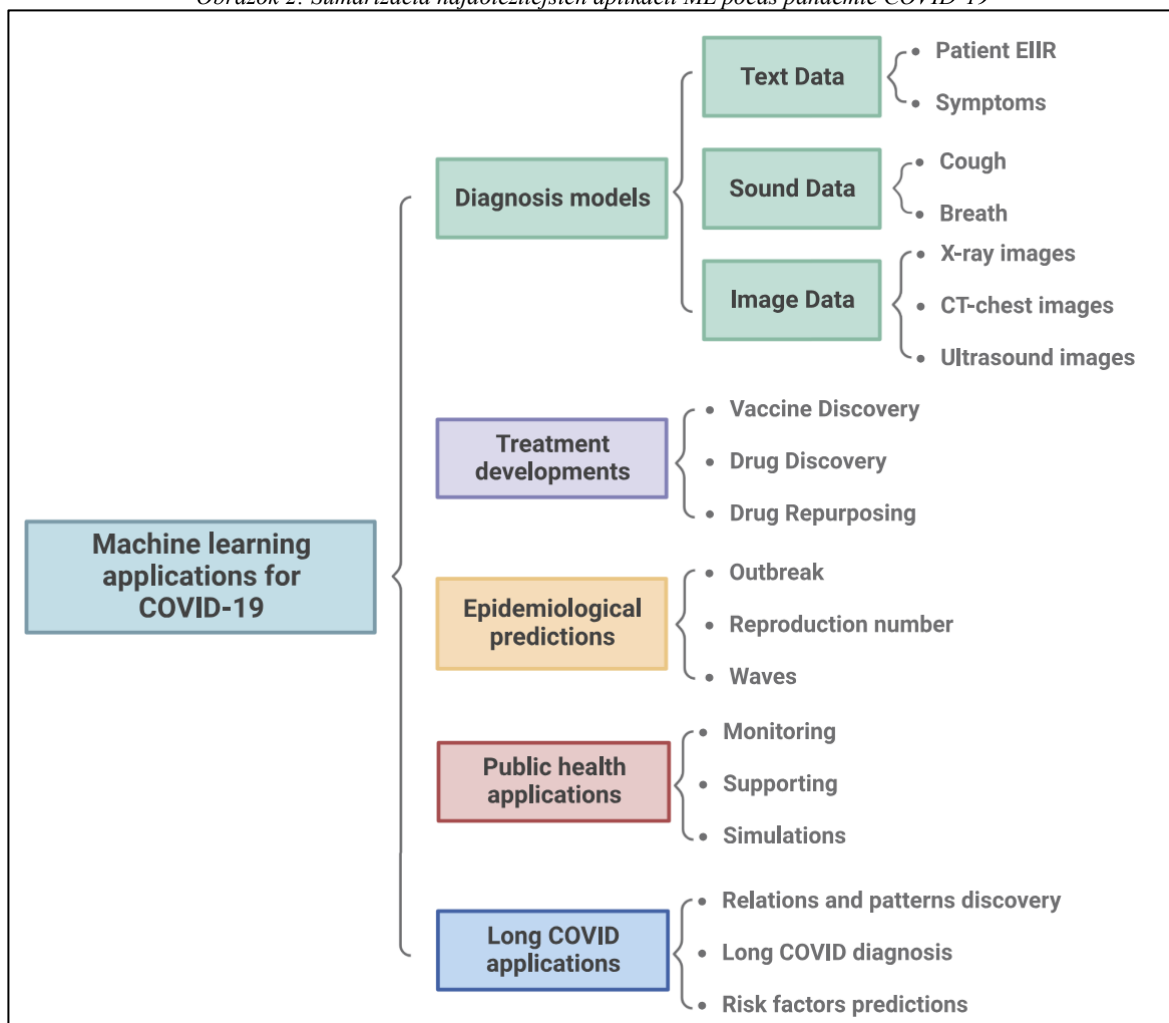 Machine learning
applications for
COVID-19
Diagnosis models
Text Data
• Patient EIIR
• Symptoms
Sound Data
• Cough
• Breath
Image Data
• X-ray images
• CT-chest images
• Ultrasound images
Treatment
developments
• Vaccine Discovery
• Drug Discovery
• Drug Repurposing
Epidemiological
predictions
• Outbreak
• Reproduction number
• Waves
Public health
applications
• Monitoring
• Supporting
• Simulations
Long COVID
applications
• Relations and patterns discovery
• Long COVID diagnosis
• Risk factors predictions